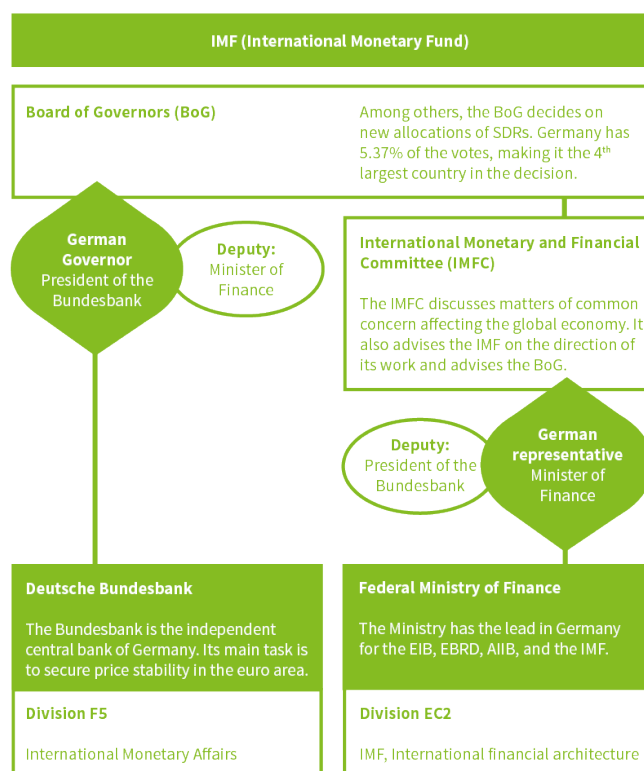 IMF (International Monetary Fund)
Board of Governors (BoG)
Among others, the BoG decides on
new allocations of SDRs. Germany has
5.37% of the votes, making it the 4th
largest country in the decision.
German
Governor
President of the
Bundesbank
Deputy:
Minister of
Finance
International Monetary and Financial
Committee (IMFC)
The IMFC discusses matters of common
concern affecting the global economy. It
also advises the IMF on the direction of
its work and advises the BoG.
Deputy:
President of the
Bundesbank
German
representative
Minister of
Finance
Deutsche Bundesbank
The Bundesbank is the independent
central bank of Germany. Its main task is
to secure price stability in the euro area.
Division F5
International Monetary Affairs
Federal Ministry of Finance
The Ministry has the lead in Germany
for the EIB, EBRD, AIIB, and the IMF.
Division EC2
IMF, International financial architecture